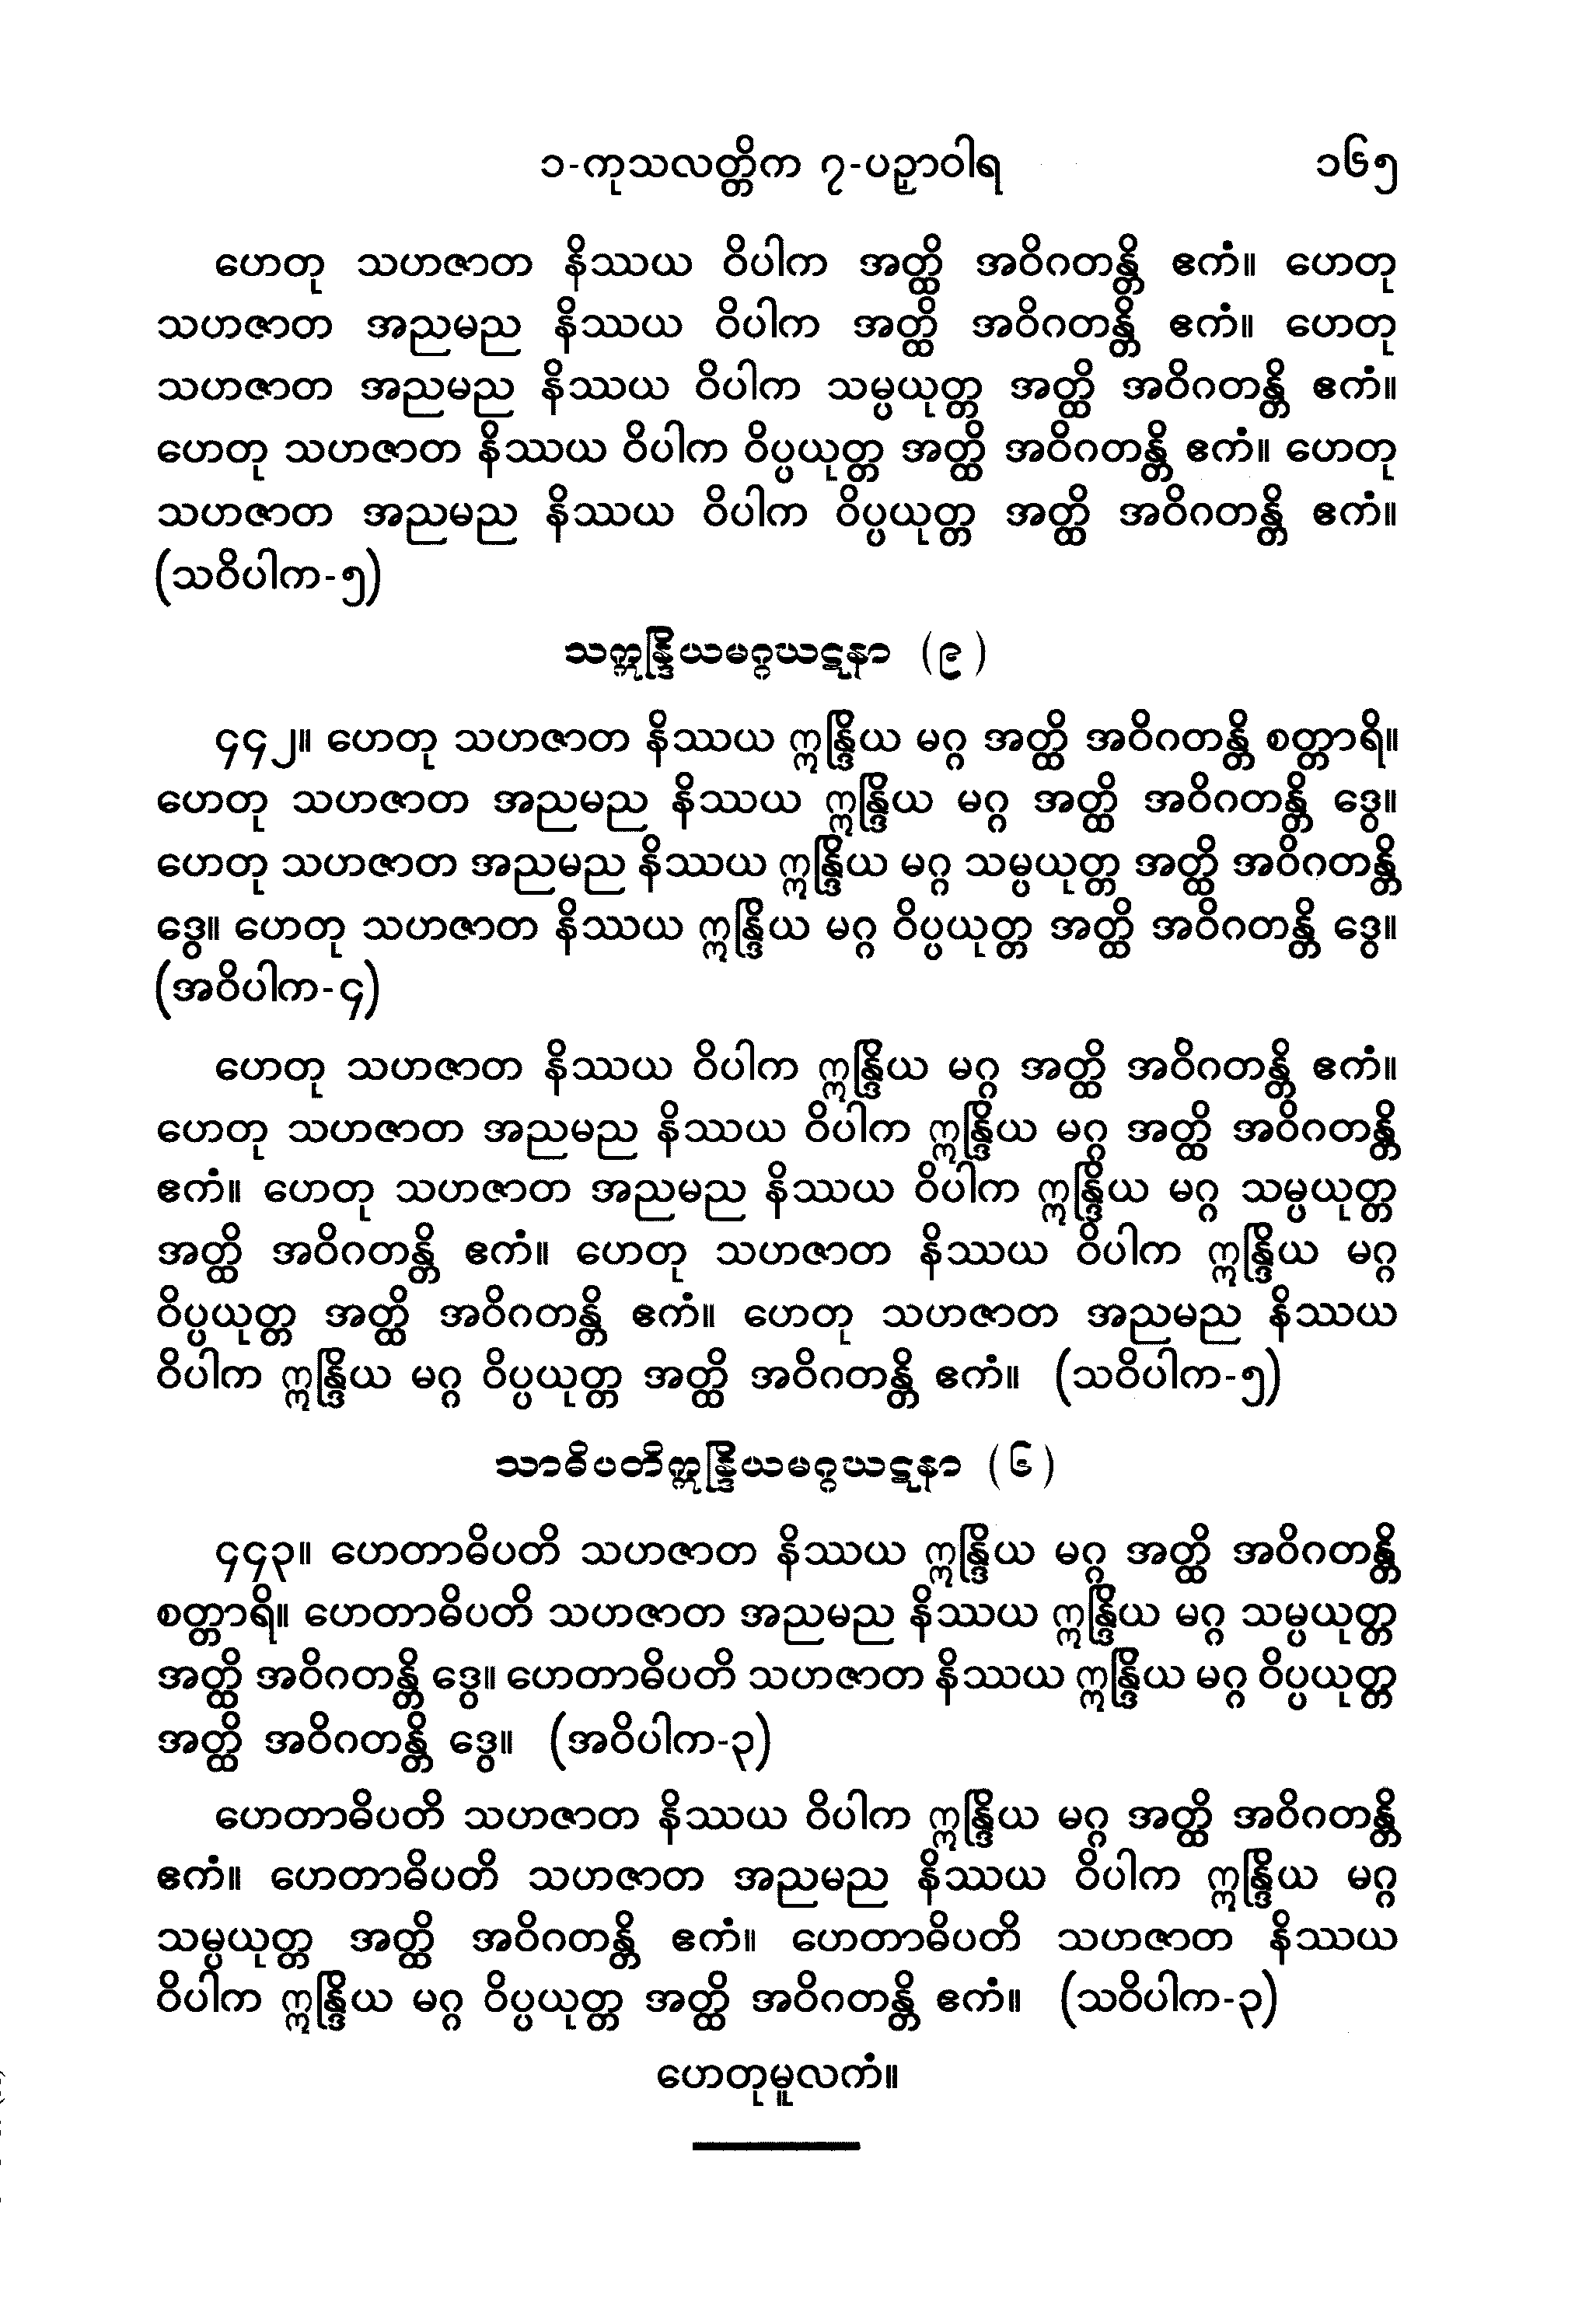 ၁-ကုသလတ္တိက ၇-ပဉှာဝါရ ၁၆၅
ဟေတု သဟဇာတ နိဿယ ဝိပါက အတ္ထိ အဝိဂတန္တိ ဧကံ။ ဟေတု
သဟဇာတ အညမည နိဿယ ဝိပါက အတ္ထိ အဝိဂတန္တိ ဧကံ။ ဟေတု
သဟဇာတ အညမည နိဿယ ဝိပါက သမ္ပယုတ္တ အတ္ထိ အဝိဂတန္တိ ဧကံ။
ဟေတု သဟဇာတ နိဿယ ဝိပါက ဝိပ္ပယုတ္တ အတ္ထိ အဝိဂတန္တိ ဧကံ။ ဟေတု
သဟဇာတ အညမည နိဿယ ဝိပါက ဝိပ္ပယုတ္တ အတ္ထိ အဝိဂတန္တိ ဧကံ။
(သဝိပါက-၅)
သဣန္ဒြိယမဂ္ဂဃဋနာ (၉)
၄၄၂။ ဟေတု သဟဇာတ နိဿယ ဣန္ဒြိယ မဂ္ဂ အတ္ထိ အဝိဂတန္တိ စတ္တာရိ။
ဟေတု သဟဇာတ အညမည နိဿယ ဣန္ဒြိယ မဂ္ဂ အတ္ထိ အဝိဂတန္တိ ဒွေ။
ဟေတု သဟဇာတ အညမည နိဿယ ဣန္ဒြိယ မဂ္ဂ သမ္ပယုတ္တ အတ္ထိ အဝိဂတန္တိ
ဒွေ။ ဟေတု သဟဇာတ နိဿယ ဣန္ဒြိယ မဂ္ဂ ဝိပ္ပယုတ္တ အတ္ထိ အဝိဂတန္တိ ဒွေ။
(အဝိပါက-၄)
ဟေတု သဟဇာတ နိဿယ ဝိပါက ဣန္ဒြိယ မဂ္ဂ အတ္ထိ အဝိဂတန္တိ ဧကံ။
ဟေတု သဟဇာတ အညမည နိဿယ ဝိပါက ဣန္ဒြိယ မဂ္ဂ အတ္ထိ အဝိဂတန္တိ
ဧကံ။ ဟေတု သဟဇာတ အညမည နိဿယ ဝိပါက ဣန္ဒြိယ မဂ္ဂ သမ္ပယုတ္တ
အတ္ထိ အဝိဂတန္တိ ဧကံ။ ဟေတု သဟဇာတ နိဿယ ဝိပါက ဣန္ဒြိယ မဂ္ဂ
ဝိပ္ပယုတ္တ အတ္ထိ အဝိဂတန္တိ ဧကံ။ ဟေတု သဟဇာတ အညမည နိဿယ
ဝိပါက ဣန္ဒြိယ မဂ္ဂ ဝိပ္ပယုတ္တ အတ္ထိ အဝိဂတန္တိ ဧကံ။ (သဝိပါက-၅)
သာဓိပတိဣန္ဒြိယမဂ္ဂဃဋနာ (၆)
၄၄၃။ ဟေတာဓိပတိ သဟဇာတ နိဿယ ဣန္ဒြိယ မဂ္ဂ အတ္ထိ အဝိဂတန္တိ
စတ္တာရိ။ ဟေတာဓိပတိ သဟဇာတ အညမည နိဿယ ဣန္ဒြိယ မဂ္ဂ သမ္ပယုတ္တ
အတ္ထိ အဝိဂတန္တိ ဒွေ။ ဟေတာဓိပတိ သဟဇာတ နိဿယ ဣန္ဒြိယ မဂ္ဂ ဝိပ္ပယုတ္တ
အတ္ထိ အဝိဂတန္တိ ဒွေ။ (အဝိပါက-၃)
ဟေတာဓိပတိ သဟဇာတ နိဿယ ဝိပါက ဣန္ဒြိယ မဂ္ဂ အတ္ထိ အဝိဂတန္တိ
ဧကံ။ ဟေတာဓိပတိ သဟဇာတ အညမည နိဿယ ဝိပါက ဣန္ဒြိယ မဂ္ဂ
သမ္ပယုတ္တ အတ္ထိ အဝိဂတန္တိ ဧကံ။ ဟေတာဓိပတိ သဟဇာတ နိဿယ
ဝိပါက ဣန္ဒြိယ မဂ္ဂ ဝိပ္ပယုတ္တ အတ္ထိ အဝိဂတန္တိ ဧကံ။ (သဝိပါက-၃)
ဟေတုမူလကံ။